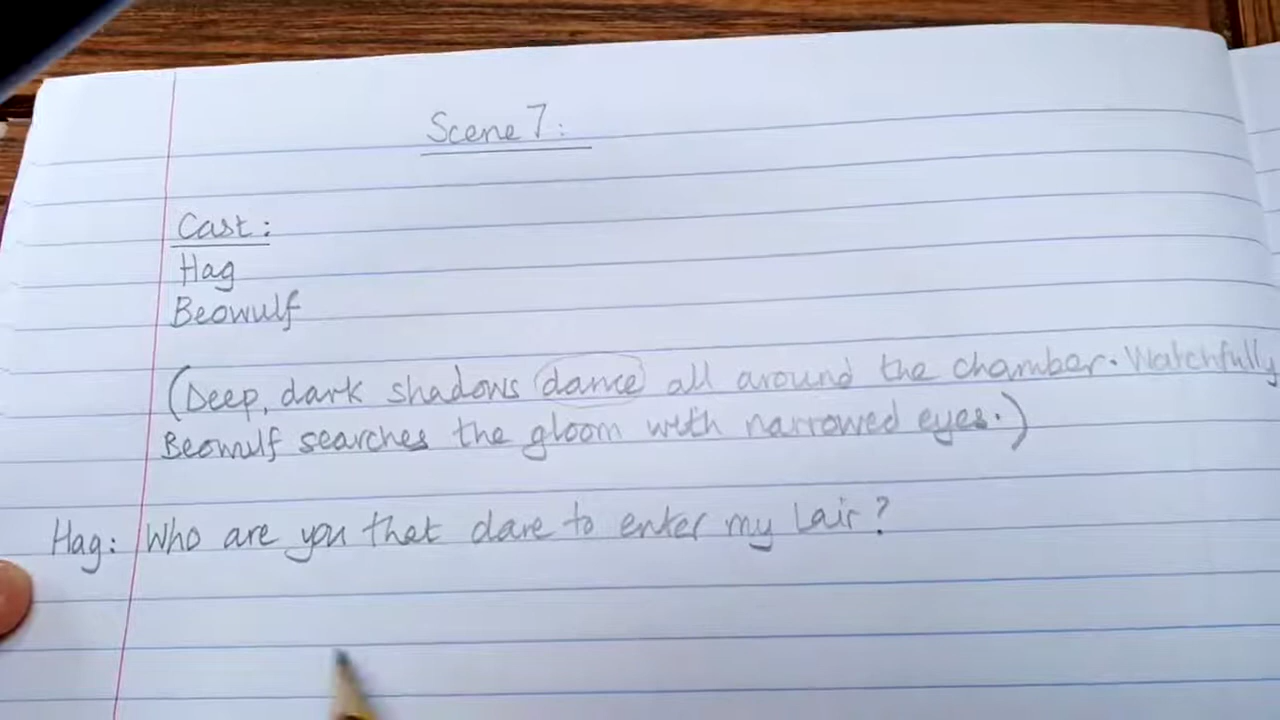 Scene 7:
Cast:
Hag
Beowulf
(Deep, dark shadows dance all around the chamber. Watchfully
Beowulf searches the gloom with narrowed eyes.)
Hag: Who are you that dare to enter my lair?